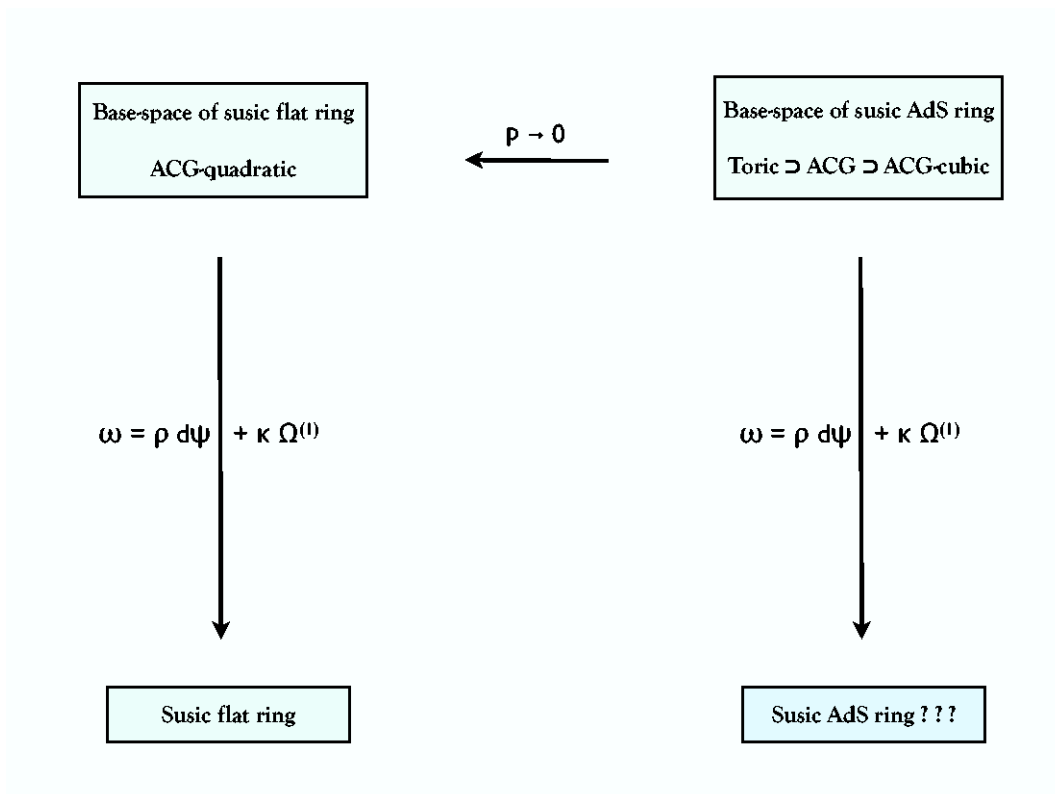 Base-space of susic flat ring
ACG-quadratic
p → 0
Base-space of susic AdS ring
Toric ⊃ ACG ⊃ ACG-cubic
ω = ρ dψ + κ Ω⁽¹⁾
ω = ρ dψ + κ Ω⁽¹⁾
Susic flat ring
Susic AdS ring ? ? ?